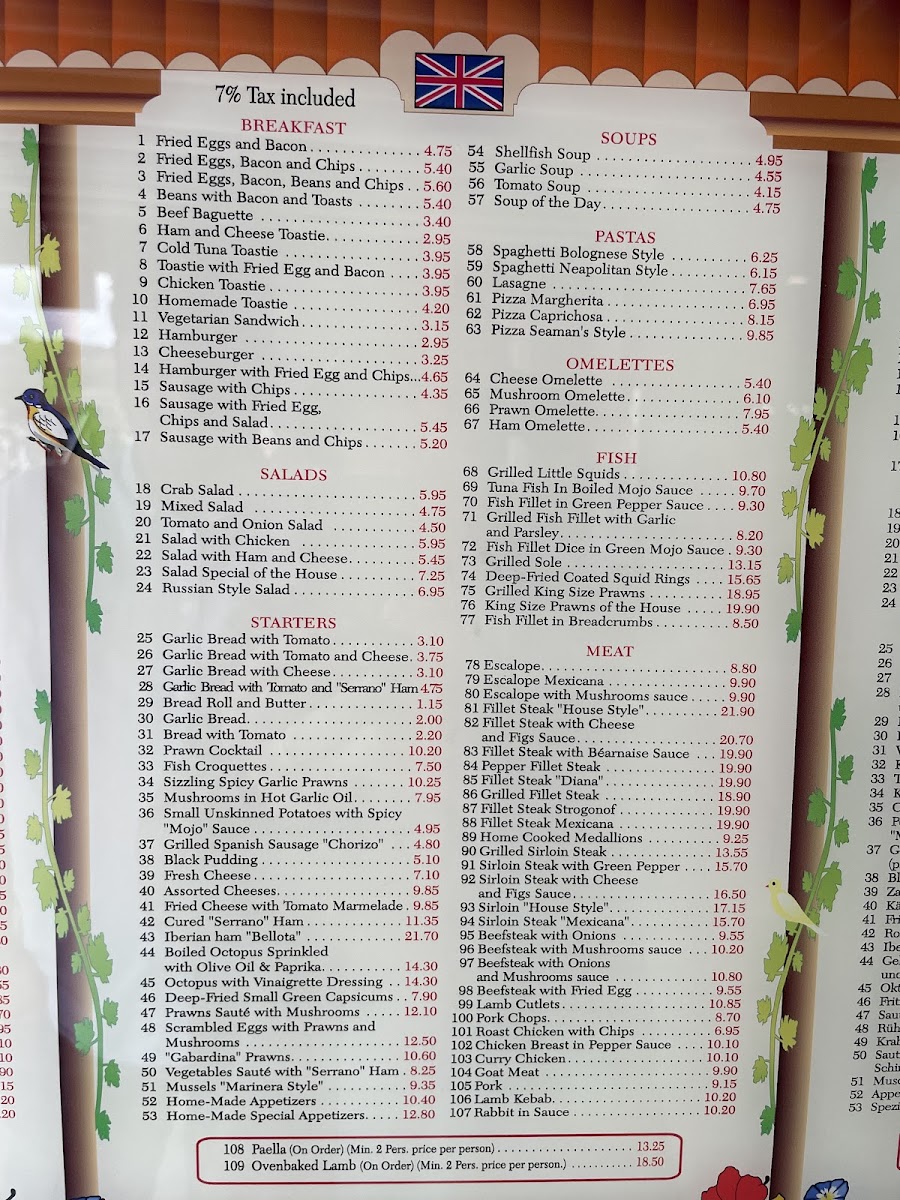 7% Tax included
BREAKFAST
1 Fried Eggs and Bacon 4.75
2 Fried Eggs, Bacon and Chips 5.40
3 Fried Eggs, Bacon, Beans and Chips 5.60
4 Beans with Bacon and Toasts 5.40
5 Beef Baguette 3.40
6 Ham and Cheese Toastie 2.95
7 Cold Tuna Toastie 3.95
8 Toastie with Fried Egg and Bacon 3.95
9 Chicken Toastie 3.95
10 Homemade Toastie 4.20
11 Vegetarian Sandwich 3.15
12 Hamburger 2.95
13 Cheeseburger 3.25
14 Hamburger with Fried Egg and Chips 4.65
15 Sausage with Chips 4.35
16 Sausage with Fried Egg,
Chips and Salad 5.45
17 Sausage with Beans and Chips 5.20
SALADS
18 Crab Salad 5.95
19 Mixed Salad 4.75
20 Tomato and Onion Salad 4.50
21 Salad with Chicken 5.95
22 Salad with Ham and Cheese 5.45
23 Salad Special of the House 7.25
24 Russian Style Salad 6.95
STARTERS
25 Garlic Bread with Tomato 3.10
26 Garlic Bread with Tomato and Cheese 3.75
27 Garlic Bread with Cheese 3.10
28 Garlic Bread with Tomato and "Serrano" Ham 4.75
29 Bread Roll and Butter 1.15
30 Garlic Bread 2.00
31 Bread with Tomato 2.20
32 Prawn Cocktail 10.20
33 Fish Croquettes 7.50
34 Sizzling Spicy Garlic Prawns 10.25
35 Mushrooms in Hot Garlic Oil 7.95
36 Small Unskinned Potatoes with Spicy
"Mojo" Sauce 4.95
37 Grilled Spanish Sausage "Chorizo" 4.80
38 Black Pudding 5.10
39 Fresh Cheese 7.10
40 Assorted Cheeses 9.85
41 Fried Cheese with Tomato Marmelade 9.85
42 Cured "Serrano" Ham 11.35
43 Iberian ham "Bellota" 21.70
44 Boiled Octopus Sprinkled
with Olive Oil & Paprika 14.30
45 Octopus with Vinaigrette Dressing 14.30
46 Deep-Fried Small Green Capsicums 7.90
47 Prawns Sauté with Mushrooms 12.10
48 Scrambled Eggs with Prawns and
Mushrooms 12.50
49 "Gabardina" Prawns 10.60
50 Vegetables Sauté with "Serrano" Ham 8.25
51 Mussels "Marinera Style" 9.35
52 Home-Made Appetizers 10.40
53 Home-Made Special Appetizers 12.80
SOUPS
54 Shellfish Soup 4.95
55 Garlic Soup 4.55
56 Tomato Soup 4.15
57 Soup of the Day 4.75
PASTAS
58 Spaghetti Bolognese Style 6.25
59 Spaghetti Neapolitan Style 6.15
60 Lasagne 7.65
61 Pizza Margherita 6.95
62 Pizza Caprichosa 8.15
63 Pizza Seaman's Style 9.85
OMELETTES
64 Cheese Omelette 5.40
65 Mushroom Omelette 6.10
66 Prawn Omelette 7.95
67 Ham Omelette 5.40
FISH
68 Grilled Little Squids 10.80
69 Tuna Fish In Boiled Mojo Sauce 9.70
70 Fish Fillet in Green Pepper Sauce 9.30
71 Grilled Fish Fillet with Garlic
and Parsley 8.20
72 Fish Fillet Dice in Green Mojo Sauce 9.30
73 Grilled Sole 13.15
74 Deep-Fried Coated Squid Rings 15.65
75 Grilled King Size Prawns 18.95
76 King Size Prawns of the House 19.90
77 Fish Fillet in Breadcrumbs 8.50
MEAT
78 Escalope 8.80
79 Escalope Mexicana 9.90
80 Escalope with Mushrooms sauce 9.90
81 Fillet Steak "House Style" 21.90
82 Fillet Steak with Cheese
and Figs Sauce 20.70
83 Fillet Steak with Béarnaise Sauce 19.90
84 Pepper Fillet Steak 19.90
85 Fillet Steak "Diana" 19.90
86 Grilled Fillet Steak 18.90
87 Fillet Steak Strogonof 19.90
88 Fillet Steak Mexicana 19.90
89 Home Cooked Medallions 9.25
90 Grilled Sirloin Steak 13.55
91 Sirloin Steak with Green Pepper 15.70
92 Sirloin Steak with Cheese
and Figs Sauce 16.50
93 Sirloin "House Style" 17.15
94 Sirloin Steak "Mexicana" 15.70
95 Beefsteak with Onions 9.55
96 Beefsteak with Mushrooms sauce 10.20
97 Beefsteak with Onions
and Mushrooms sauce 10.80
98 Beefsteak with Fried Egg 9.55
99 Lamb Cutlets 10.85
100 Pork Chops 8.70
101 Roast Chicken with Chips 6.95
102 Chicken Breast in Pepper Sauce 10.10
103 Curry Chicken 10.10
104 Goat Meat 9.90
105 Pork 9.15
106 Lamb Kebab 10.20
107 Rabbit in Sauce 10.20
108 Paella (On Order) (Min. 2 Pers. price per person) 13.25
109 Ovenbaked Lamb (On Order) (Min. 2 Pers. price per person.) 18.50